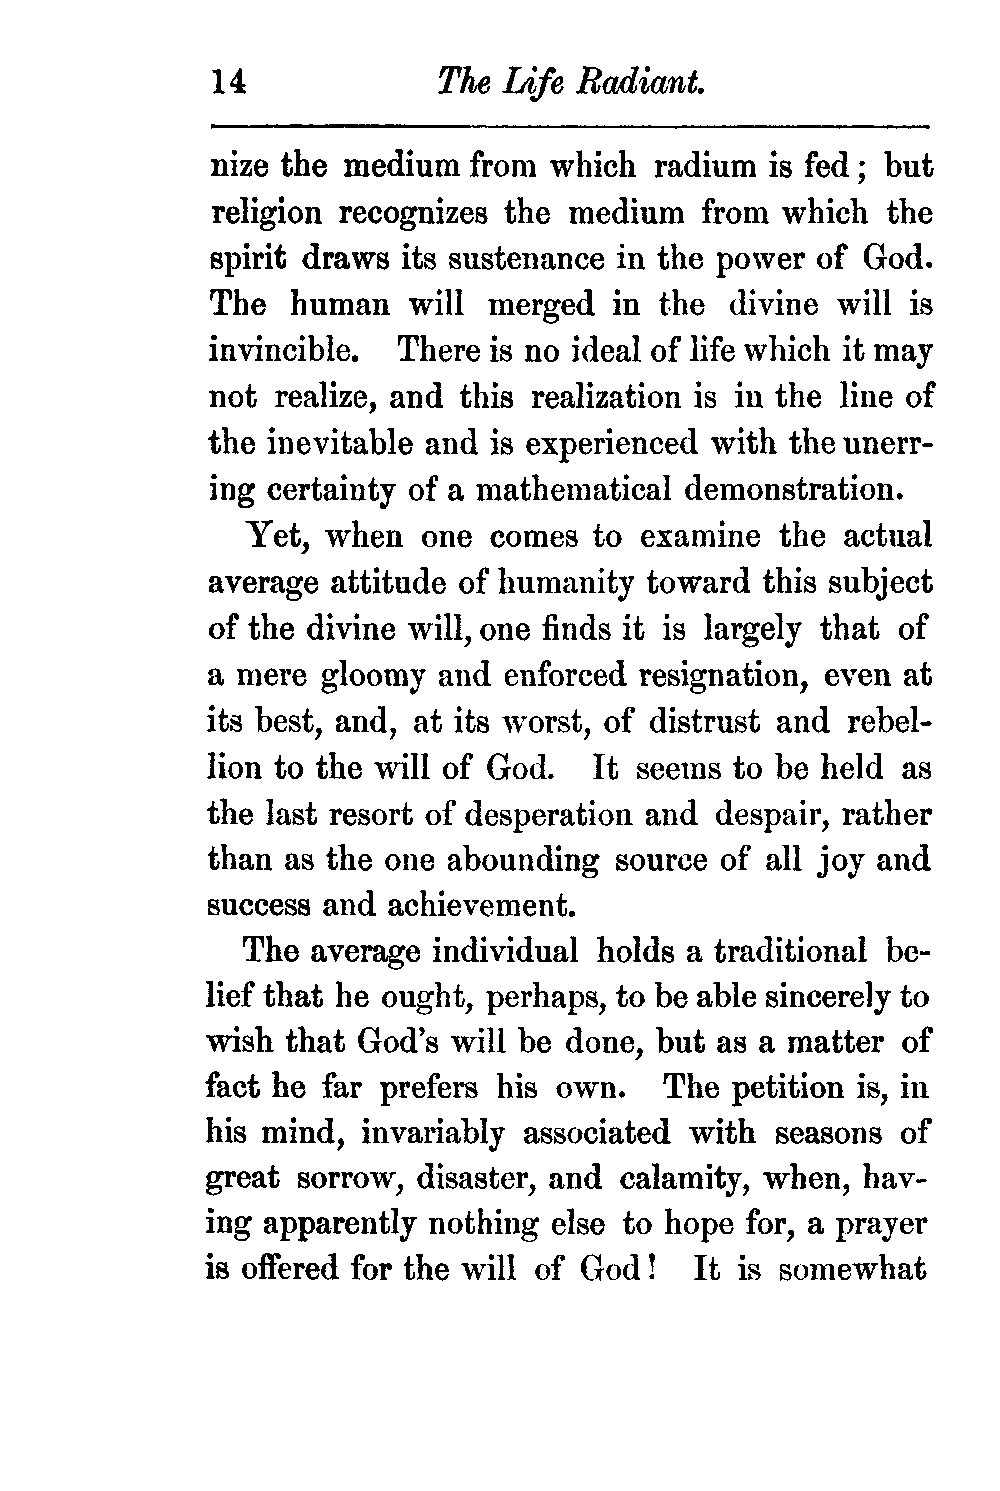 14 The Life Radiant.
nize the medium from which radium is fed; but
religion recognizes the medium from which the
spirit draws its sustenance in the power of God.
The human will merged in the divine will is
invincible. There is no ideal of life which it may
not realize, and this realization is in the line of
the inevitable and is experienced with the unerr-
ing certainty of a mathematical demonstration.
Yet, when one comes to examine the actual
average attitude of humanity toward this subject
of the divine will, one finds it is largely that of
a mere gloomy and enforced resignation, even at
its best, and, at its worst, of distrust and rebel-
lion to the will of God. It seems to be held as
the last resort of desperation and despair, rather
than as the one abounding source of all joy and
success and achievement.
The average individual holds a traditional be-
lief that he ought, perhaps, to be able sincerely to
wish that God's will be done, but as a matter of
fact he far prefers his own. The petition is, in
his mind, invariably associated with seasons of
great sorrow, disaster, and calamity, when, hav-
ing apparently nothing else to hope for, a prayer
is offered for the will of God! It is somewhat